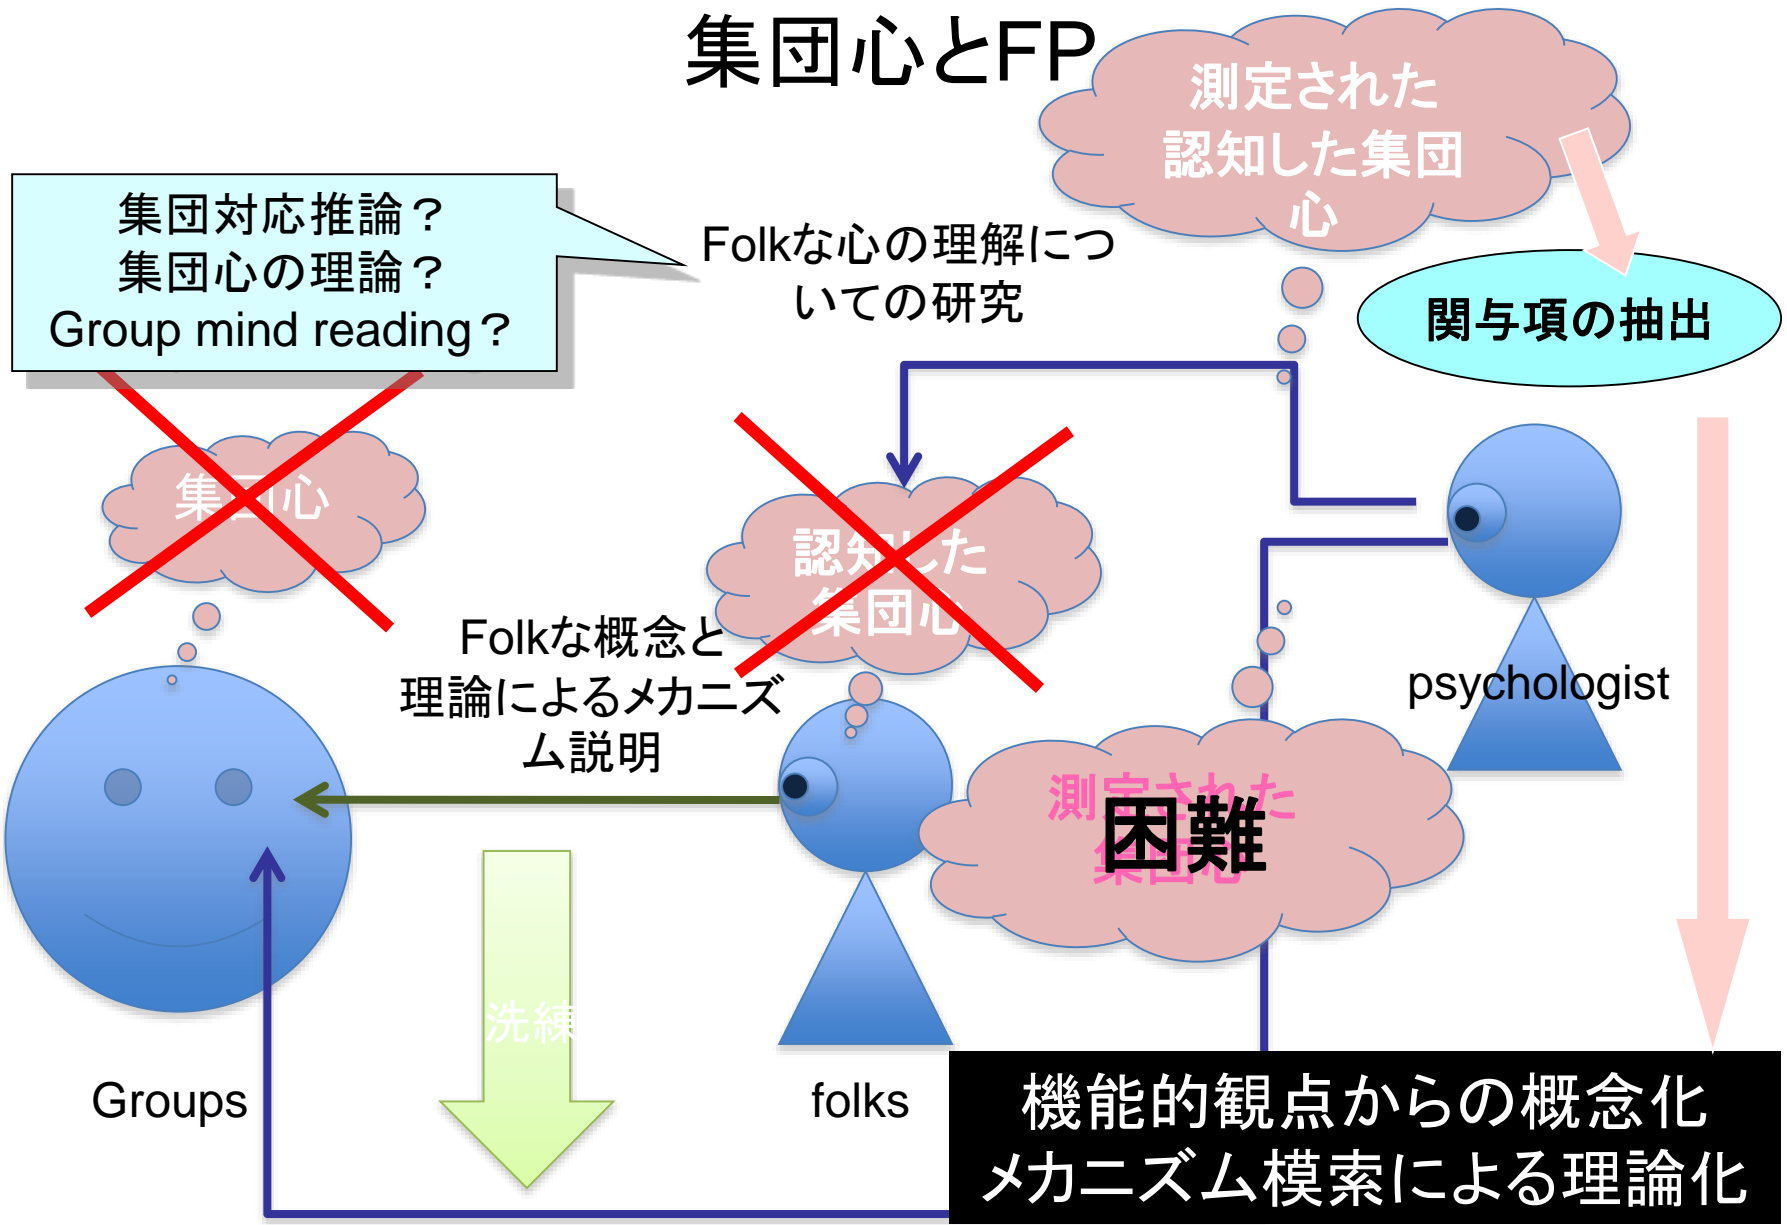 集団心とFP
測定された
認知した集団
心
集団対応推論？
集団心の理論？
Group mind reading？
Folkな心の理解につ
いての研究
関与項の抽出
集団心
認知した
集団心
Folkな概念と
理論によるメカニズ
ム説明
psychologist
測定された
集団心
困難
洗練
Groups
folks
機能的観点からの概念化
メカニズム模索による理論化